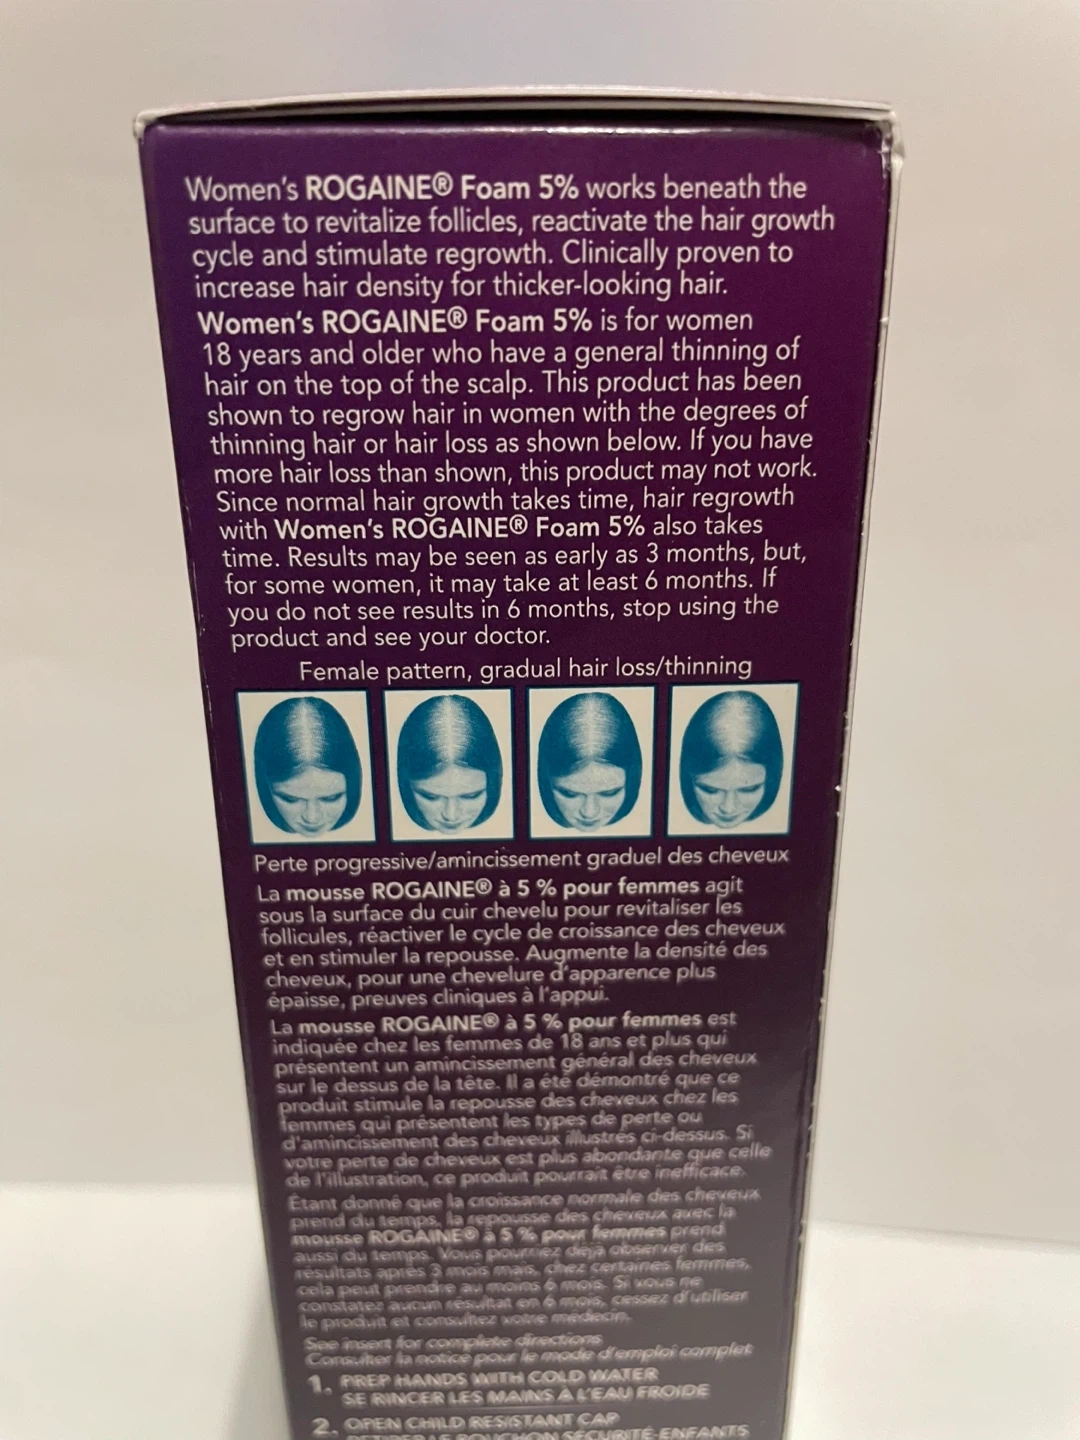 Women's ROGAINE® Foam 5% works beneath the
surface to revitalize follicles, reactivate the hair growth
cycle and stimulate regrowth. Clinically proven to
increase hair density for thicker-looking hair.
Women's ROGAINE® Foam 5% is for women
18 years and older who have a general thinning of
hair on the top of the scalp. This product has been
shown to regrow hair in women with the degrees of
thinning hair or hair loss as shown below. If you have
more hair loss than shown, this product may not work.
Since normal hair growth takes time, hair regrowth
with Women's ROGAINE® Foam 5% also takes
time. Results may be seen as early as 3 months, but,
for some women, it may take at least 6 months. If
you do not see results in 6 months, stop using the
product and see your doctor.
Female pattern, gradual hair loss/thinning
Perte progressive/amincissement graduel des cheveux
La mousse ROGAINE® à 5 % pour femmes agit
sous la surface du cuir chevelu pour revitaliser les
follicules, réactiver le cycle de croissance des cheveux
et en stimuler la repousse. Augmente la densité des
cheveux, pour une chevelure d'apparence plus
épaisse, preuves cliniques à l'appui.
La mousse ROGAINE® à 5 % pour femmes est
indiquée chez les femmes de 18 ans et plus qui
présentent un amincissement général des cheveux
sur le dessus de la tête. Il a été démontré que ce
produit stimule la repousse des cheveux chez les
femmes qui présentent les types de perte ou
d'amincissement des cheveux illustrés ci-dessus. Si
votre perte de cheveux est plus abondante que celle
de l'illustration, ce produit pourrait être inefficace.
Étant donné que la croissance normale des cheveux
prend du temps, la repousse des cheveux avec la
mousse ROGAINE® à 5 % pour femmes prend
aussi du temps. Vous pourriez déjà observer des
résultats après 3 mois mais, chez certaines femmes,
cela peut prendre au moins 6 mois. Si vous ne
constatez aucun résultat en 6 mois, cessez d'utiliser
le produit et consultez votre médecin.
See insert for complete directions
Consulter la notice pour le mode d'emploi complet
1. PREP HANDS WITH COLD WATER
SE RINCER LES MAINS À L'EAU FROIDE
2. OPEN CHILD RESISTANT CAP
RETIRER LE BOUCHON SÉCURITÉ-ENFANTS